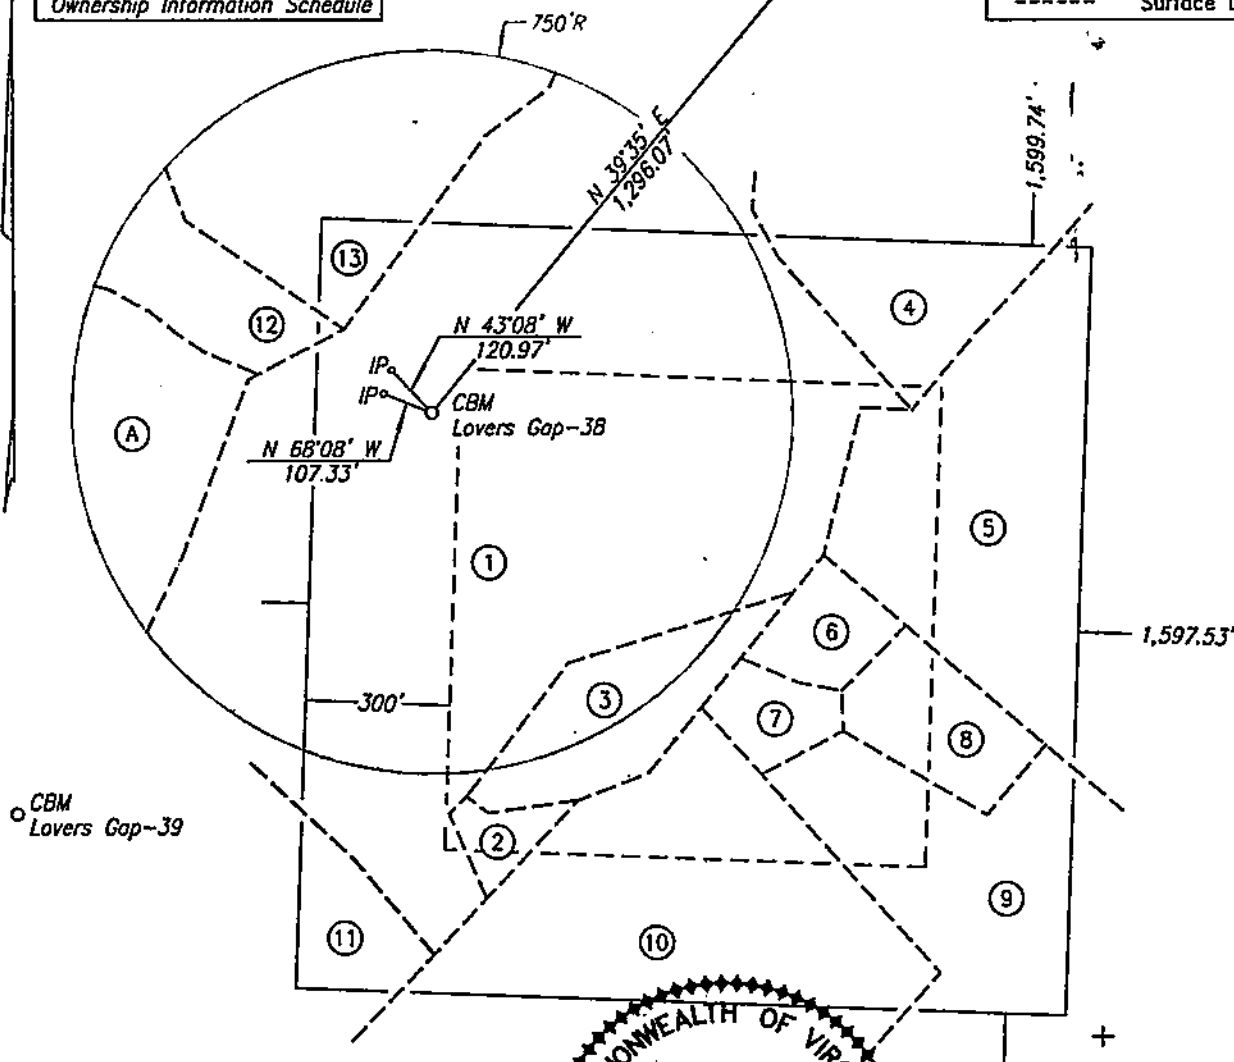 Ownership Information Schedule
Surface
750'R
1,599.74'
N 39°35' E
1,296.07'
13
4
12
N 43°08' W
120.97'
IP
IP
CBM
Lovers Gap-38
A
N 68°08' W
107.33'
5
1
6
1,597.53'
3
300'
7
8
CBM
Lovers Gap-39
2
9
11
10
ONWEALTH OF VIR